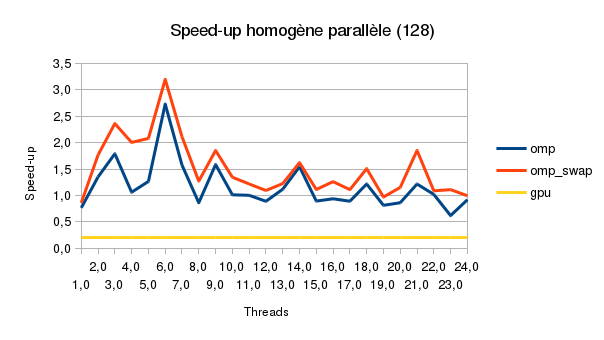 Speed-up homogène parallèle (128)
3,5
3,0
2,5
2,0
1,5
1,0
0,5
0,0
Speed-up
2,0 4,0 6,0 8,0 10,0 12,0 14,0 16,0 18,0 20,0 22,0 24,0
1,0 3,0 5,0 7,0 9,0 11,0 13,0 15,0 17,0 19,0 21,0 23,0
Threads
omp
omp_swap
gpu